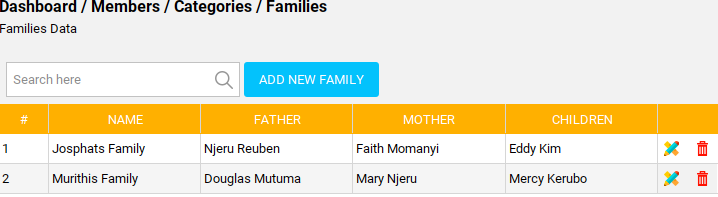 Dashboard / Members / Categories / Families
Families Data
Search here ADD NEW FAMILY
# NAME FATHER MOTHER CHILDREN
1 Josphats Family Njeru Reuben Faith Momanyi Eddy Kim
2 Murithis Family Douglas Mutuma Mary Njeru Mercy Kerubo